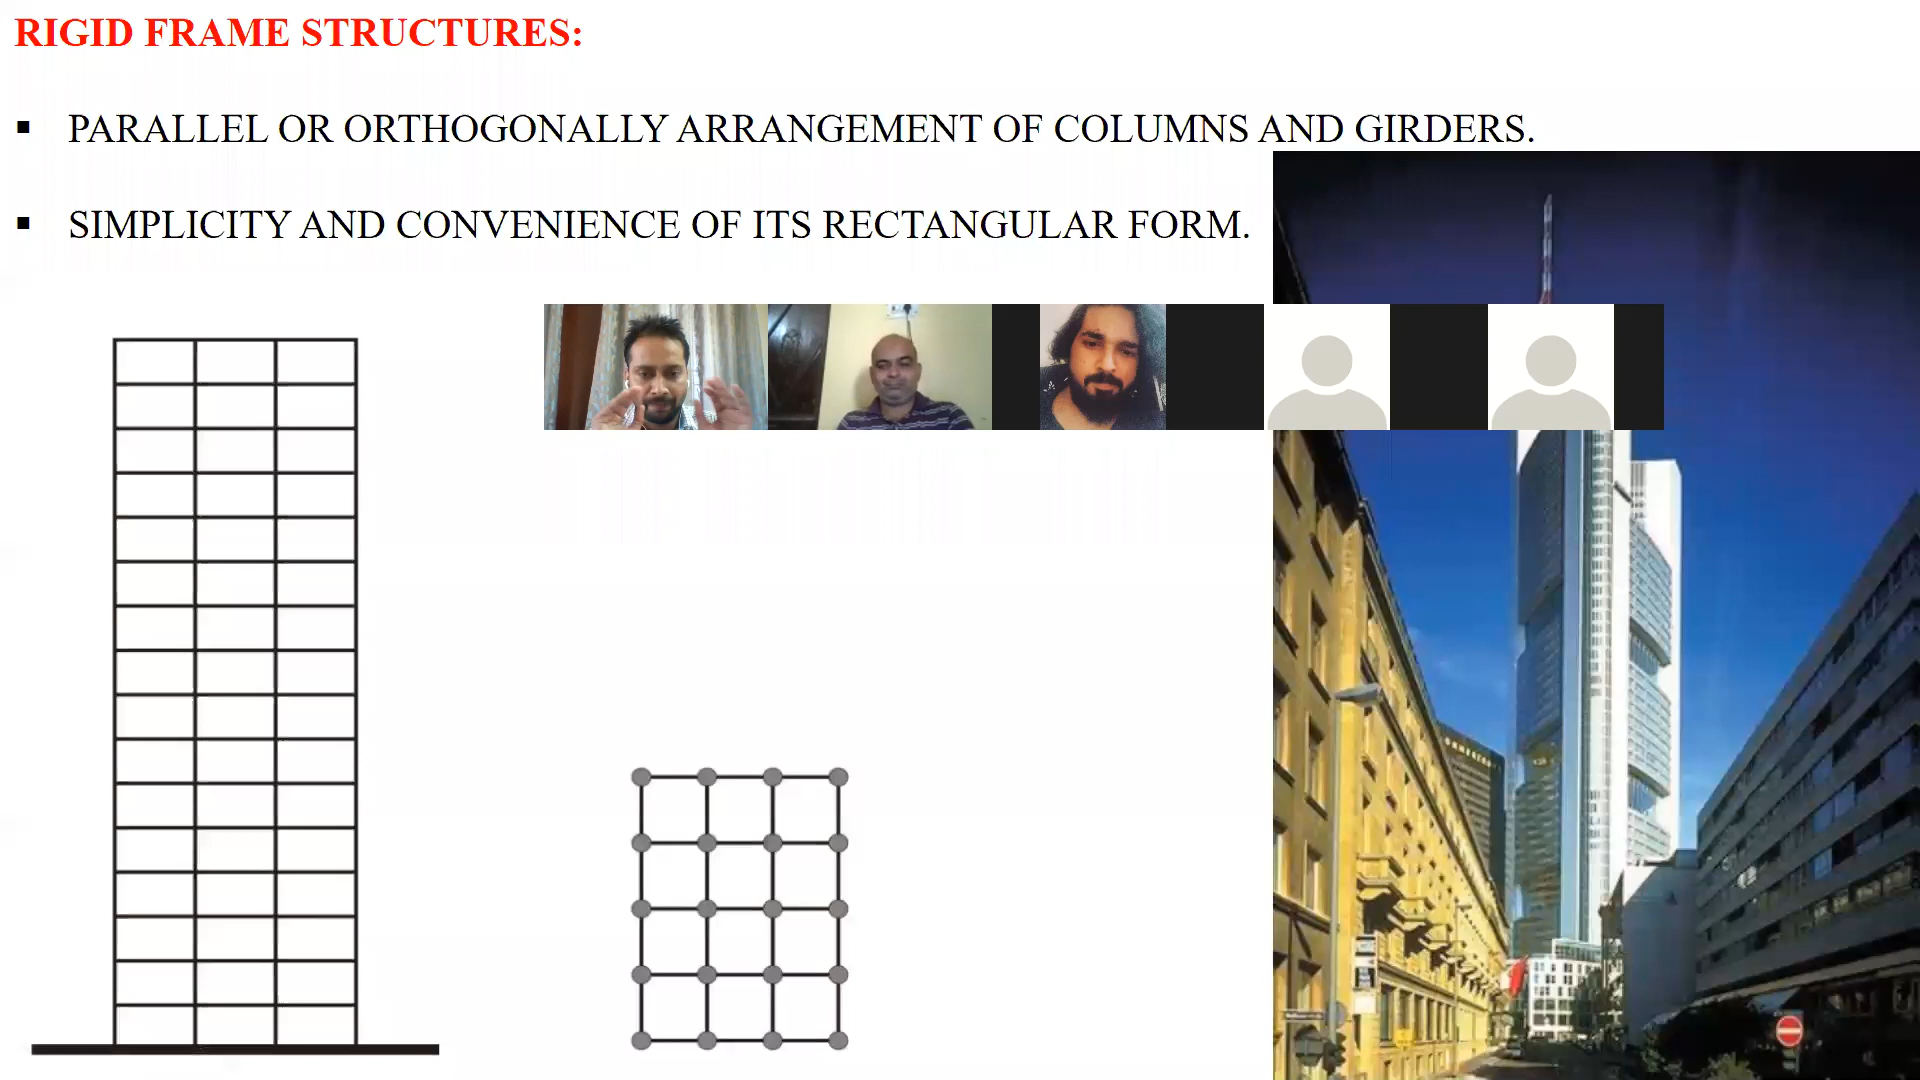 RIGID FRAME STRUCTURES:
▪ PARALLEL OR ORTHOGONALLY ARRANGEMENT OF COLUMNS AND GIRDERS.
▪ SIMPLICITY AND CONVENIENCE OF ITS RECTANGULAR FORM.